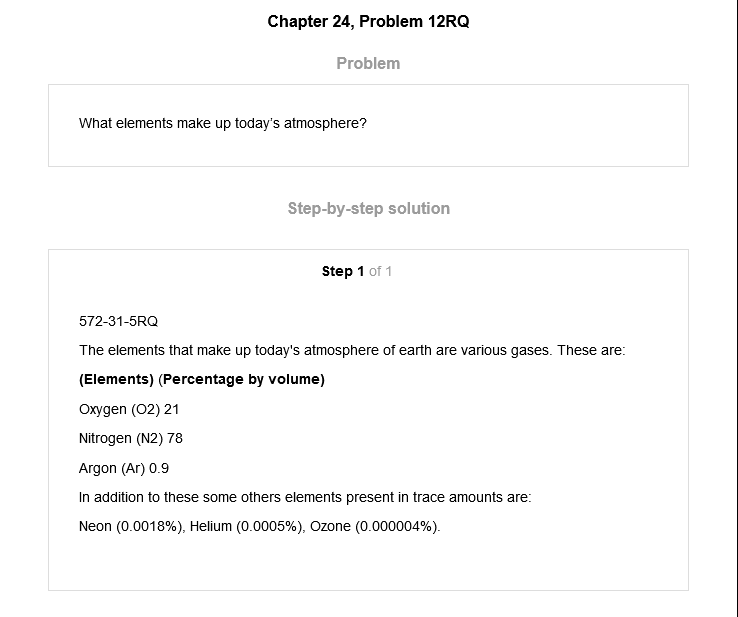 Chapter 24, Problem 12RQ
Problem
What elements make up today's atmosphere?
Step-by-step solution
Step 1 of 1
572-31-5RQ
The elements that make up today's atmosphere of earth are various gases. These are:
(Elements) (Percentage by volume)
Oxygen (O2) 21
Nitrogen (N2) 78
Argon (Ar) 0.9
In addition to these some others elements present in trace amounts are:
Neon (0.0018%), Helium (0.0005%), Ozone (0.000004%).